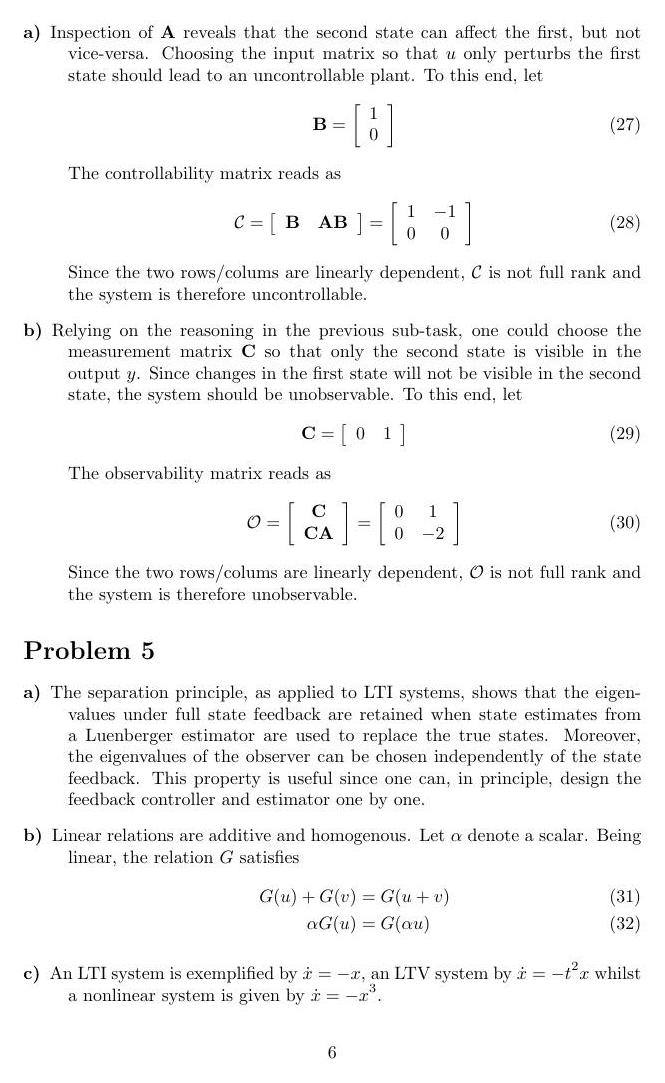 a) Inspection of A reveals that the second state can affect the first, but not
vice-versa. Choosing the input matrix so that u only perturbs the first
state should lead to an uncontrollable plant. To this end, let
B = [ 1 0 ] (27)
The controllability matrix reads as
𝒞 = [ B AB ] = [ 1 −1 0 0 ] (28)
Since the two rows/colums are linearly dependent, 𝒞 is not full rank and
the system is therefore uncontrollable.
b) Relying on the reasoning in the previous sub-task, one could choose the
measurement matrix C so that only the second state is visible in the
output y. Since changes in the first state will not be visible in the second
state, the system should be unobservable. To this end, let
C = [ 0 1 ] (29)
The observability matrix reads as
𝒪 = [ C CA ] = [ 0 1 0 −2 ] (30)
Since the two rows/colums are linearly dependent, 𝒪 is not full rank and
the system is therefore unobservable.
Problem 5
a) The separation principle, as applied to LTI systems, shows that the eigen-
values under full state feedback are retained when state estimates from
a Luenberger estimator are used to replace the true states. Moreover,
the eigenvalues of the observer can be chosen independently of the state
feedback. This property is useful since one can, in principle, design the
feedback controller and estimator one by one.
b) Linear relations are additive and homogenous. Let α denote a scalar. Being
linear, the relation G satisfies
G(u) + G(v) = G(u + v) (31)
αG(u) = G(αu) (32)
c) An LTI system is exemplified by ẋ = −x, an LTV system by ẋ = −t²x whilst
a nonlinear system is given by ẋ = −x³.
6